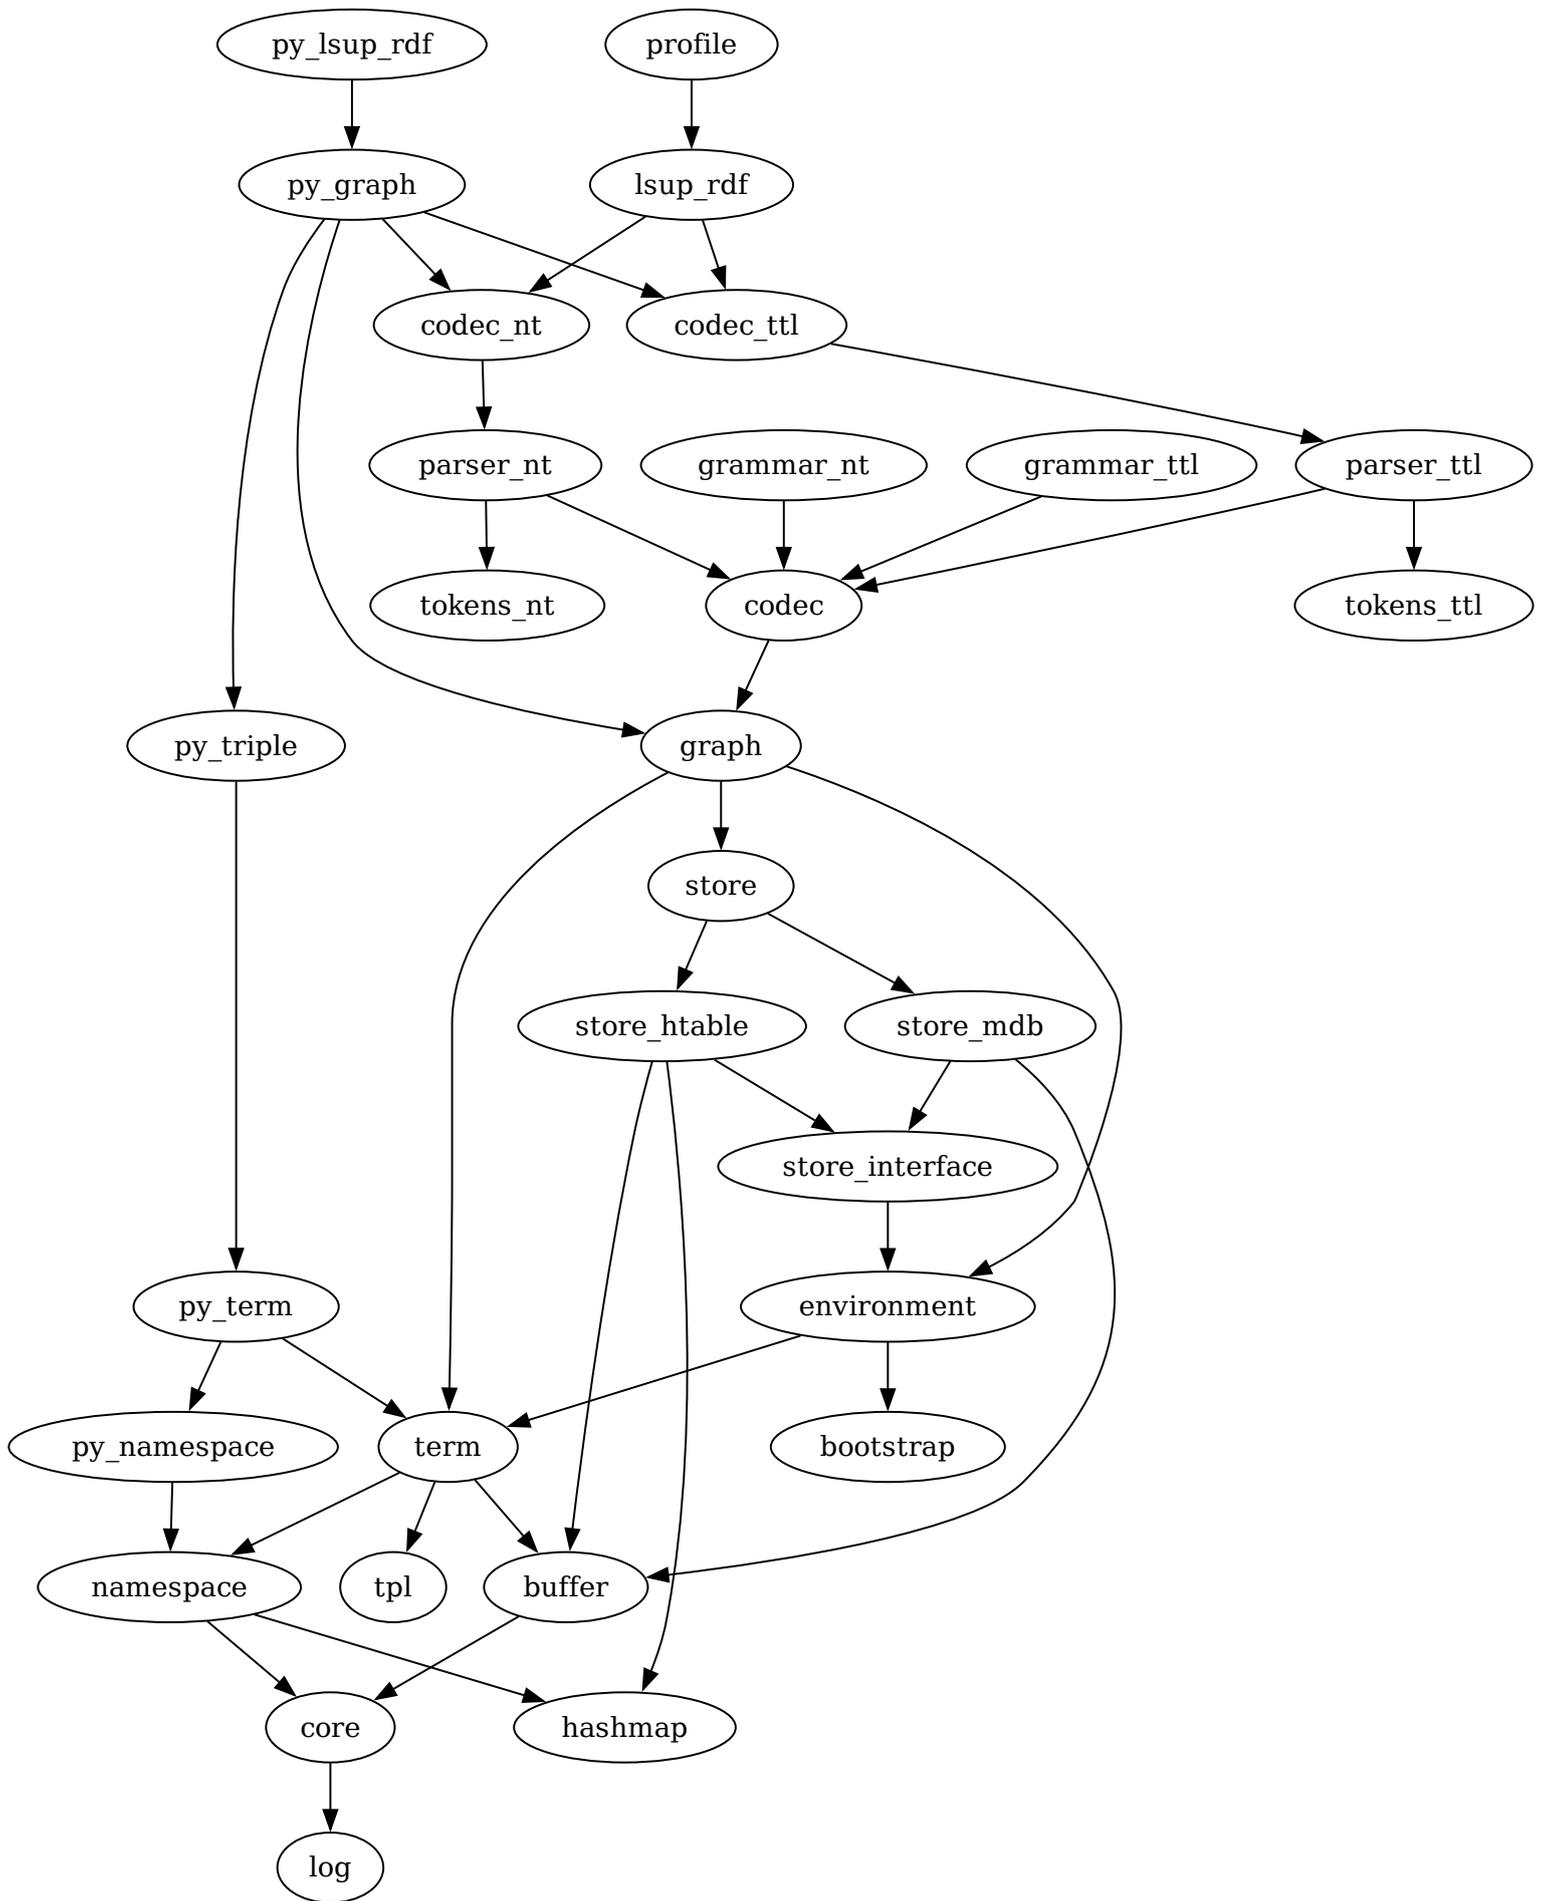 py_lsup_rdf
profile
py_graph
lsup_rdf
codec_nt
codec_ttl
parser_nt
grammar_nt
grammar_ttl
parser_ttl
tokens_nt
codec
tokens_ttl
py_triple
graph
store
store_htable
store_mdb
store_interface
py_term
environment
py_namespace
term
bootstrap
namespace
tpl
buffer
core
hashmap
log